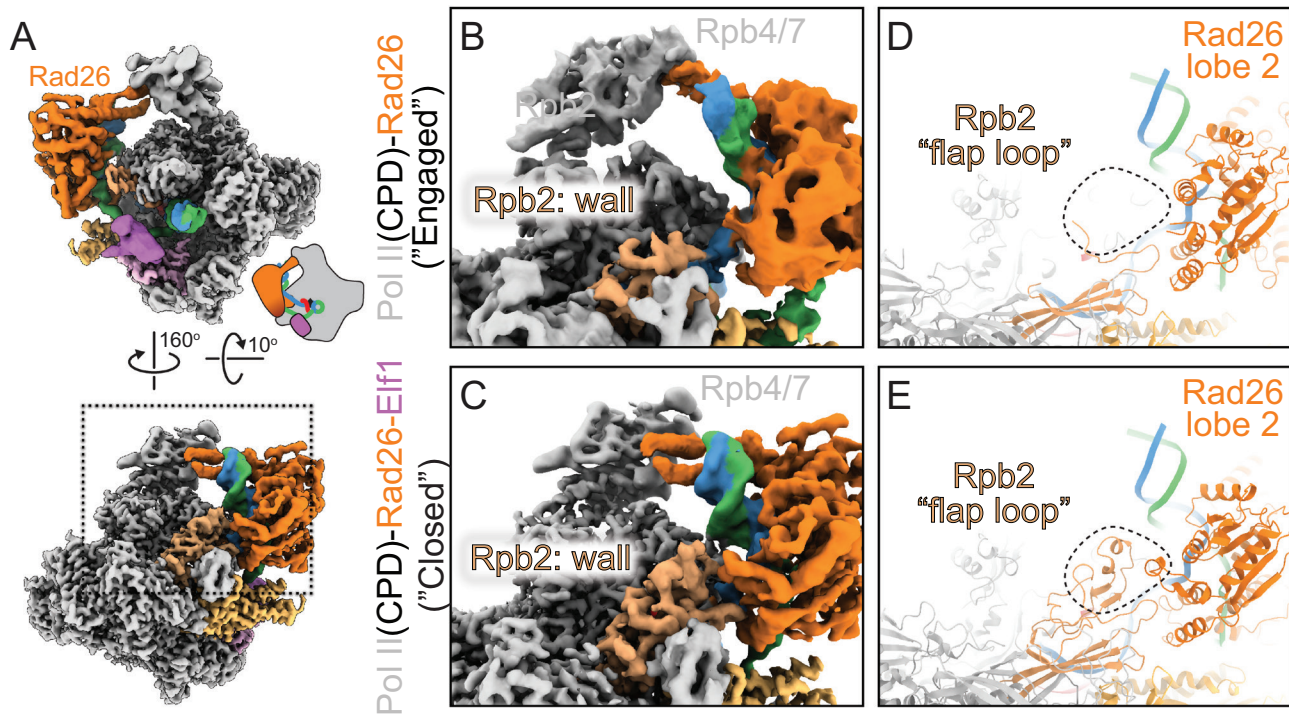 A
Rad26
160°
10°
Pol II(CPD)-Rad26
("Engaged")
Pol II(CPD)-Rad26-Elf1
("Closed")
B
Rpb4/7
Rpb2
Rpb2: wall
C
Rpb4/7
Rpb2: wall
D
Rad26
lobe 2
Rpb2
“flap loop”
E
Rad26
lobe 2
Rpb2
“flap loop”